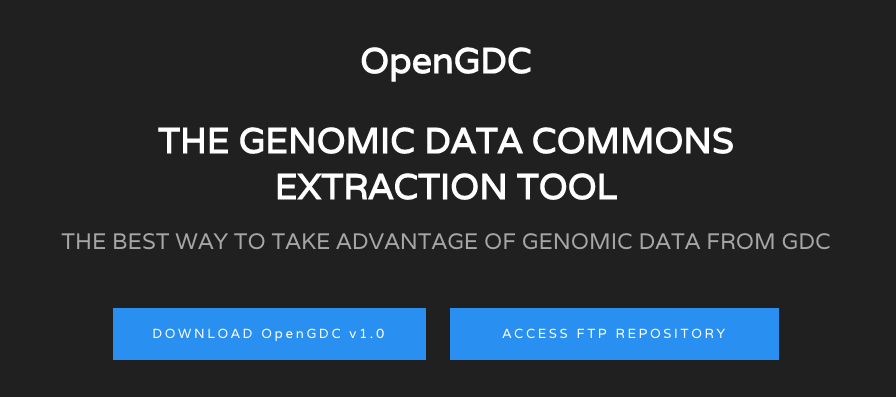 OpenGDC
THE GENOMIC DATA COMMONS
EXTRACTION TOOL
THE BEST WAY TO TAKE ADVANTAGE OF GENOMIC DATA FROM GDC
DOWNLOAD OpenGDC v1.0
ACCESS FTP REPOSITORY